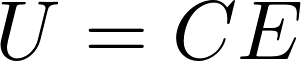 U = CE